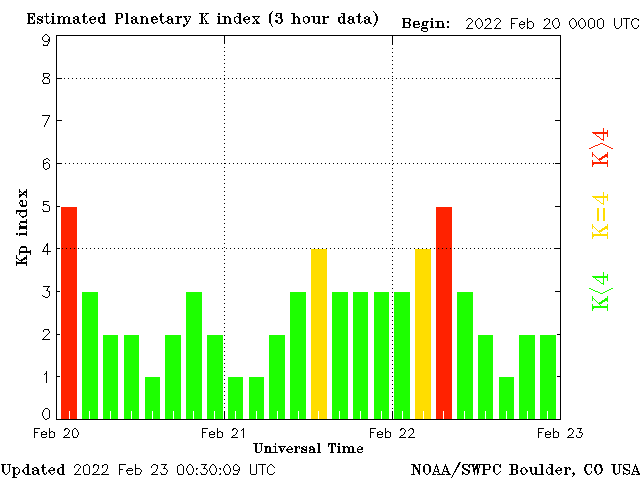 Estimated Planetary K index (3 hour data)
Begin: 2022 Feb 20 0000 UTC
9
8
7
6
5
4
3
2
1
0
Kp index
K>4
K=4
K<4
Feb 20
Feb 21
Feb 22
Feb 23
Universal Time
Updated 2022 Feb 23 00:30:09 UTC
NOAA/SWPC Boulder, CO USA